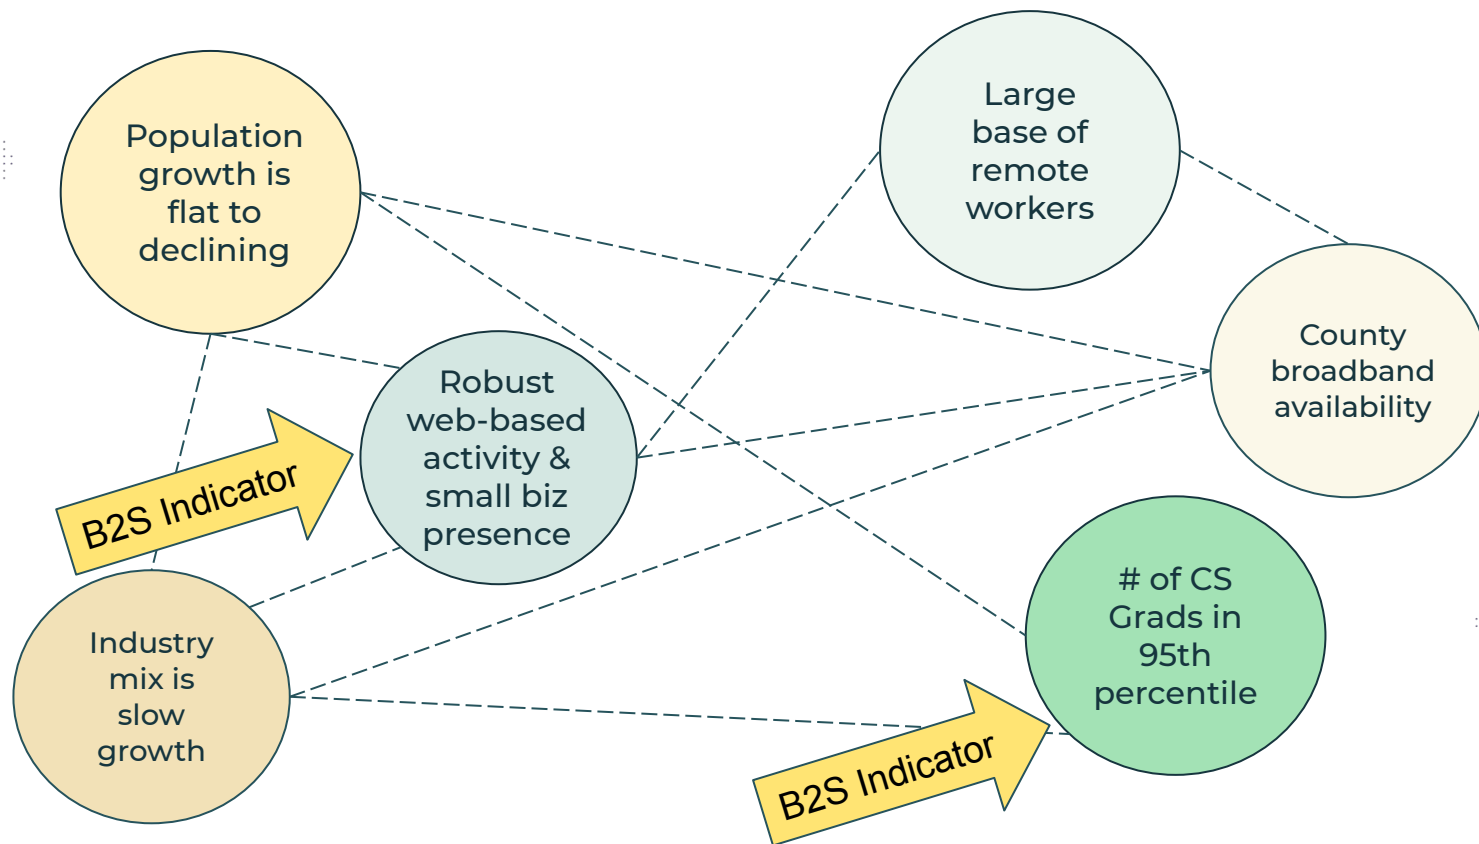 Population
growth is
flat to
declining
Large
base of
remote
workers
County
broadband
availability
Robust
web-based
activity &
small biz
presence
B2S Indicator
Industry
mix is
slow
growth
# of CS
Grads in
95th
percentile
B2S Indicator